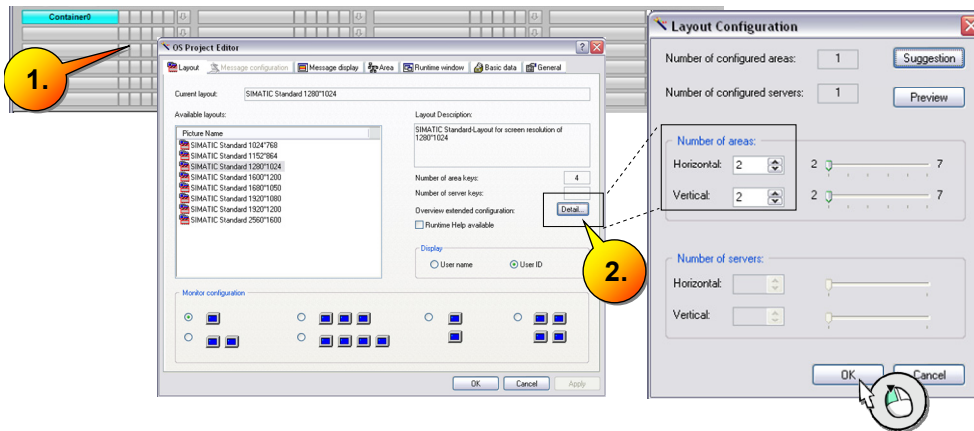 Container0
1.
OS Project Editor
Layout
Message configuration
Message display
Area
Runtime window
Basic data
General
Current layout:
SIMATIC Standard 1280*1024
Available layouts:
Picture Name
SIMATIC Standard 1024*768
SIMATIC Standard 1152*864
SIMATIC Standard 1280*1024
SIMATIC Standard 1600*1200
SIMATIC Standard 1680*1050
SIMATIC Standard 1920*1080
SIMATIC Standard 1920*1200
SIMATIC Standard 2560*1600
Layout Description:
SIMATIC Standard-Layout for screen resolution of
1280*1024
Number of area keys:
4
Number of server keys:
Overview extended configuration:
Detail...
Runtime Help available
Display
User name
User ID
2.
Monitor configuration
OK
Cancel
Apply
Layout Configuration
Number of configured areas:
1
Suggestion
Number of configured servers:
1
Preview
Number of areas:
Horizontal:
2
2
7
Vertical:
2
2
7
Number of servers:
Horizontal:
Vertical:
OK
Cancel